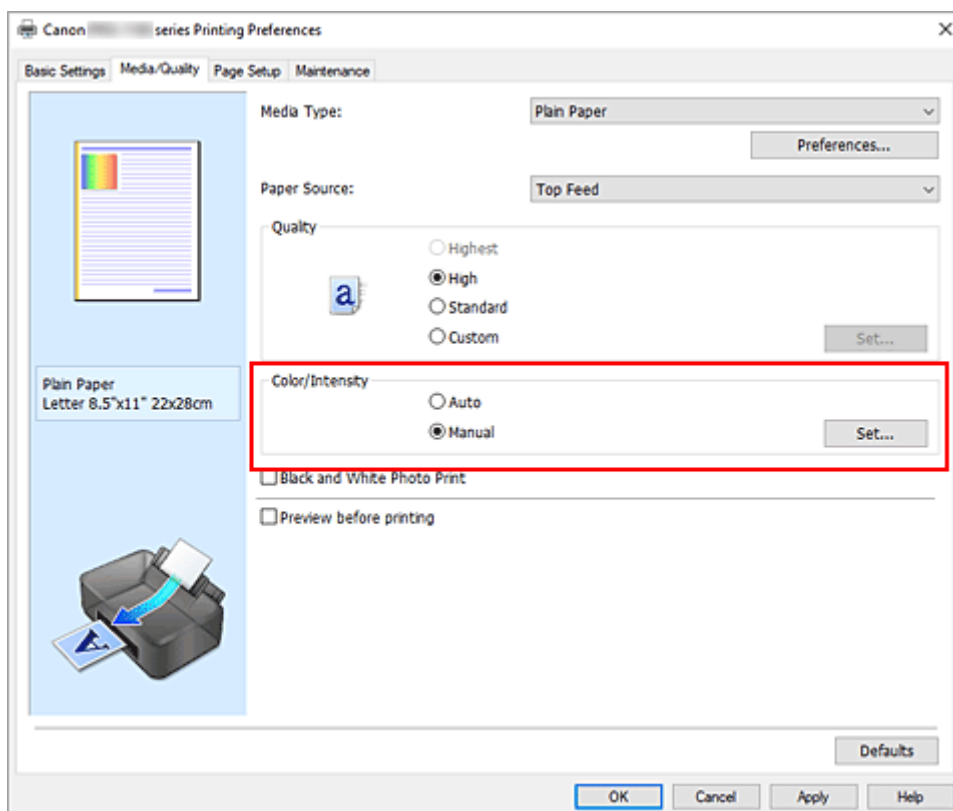 Canon series Printing Preferences
Basic Settings Media/Quality Page Setup Maintenance
Media Type: Plain Paper
Preferences...
Paper Source: Top Feed
Quality
Highest
a
High
Standard
Custom Set...
Plain Paper
Letter 8.5"x11" 22x28cm
Color/Intensity
Auto
Manual Set...
Black and White Photo Print
Preview before printing
A
Defaults
OK Cancel Apply Help